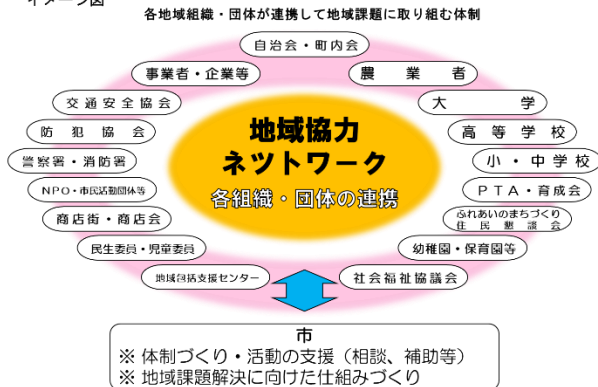 イメージ図
各地域組織・団体が連携して地域課題に取り組む体制
自治会・町内会
事業者・企業等
農業者
交通安全協会
大学
防犯協会
高等学校
警察署・消防署
小・中学校
地域協力
ネットワーク
各組織・団体の連携
NPO・市民活動団体等
PTA・育成会
商店街・商店会
ふれあいのまちづくり
住民懇談会
民生委員・児童委員
幼稚園・保育園等
地域包括支援センター
社会福祉協議会
市
※ 体制づくり・活動の支援（相談、補助等）
※ 地域課題解決に向けた仕組みづくり